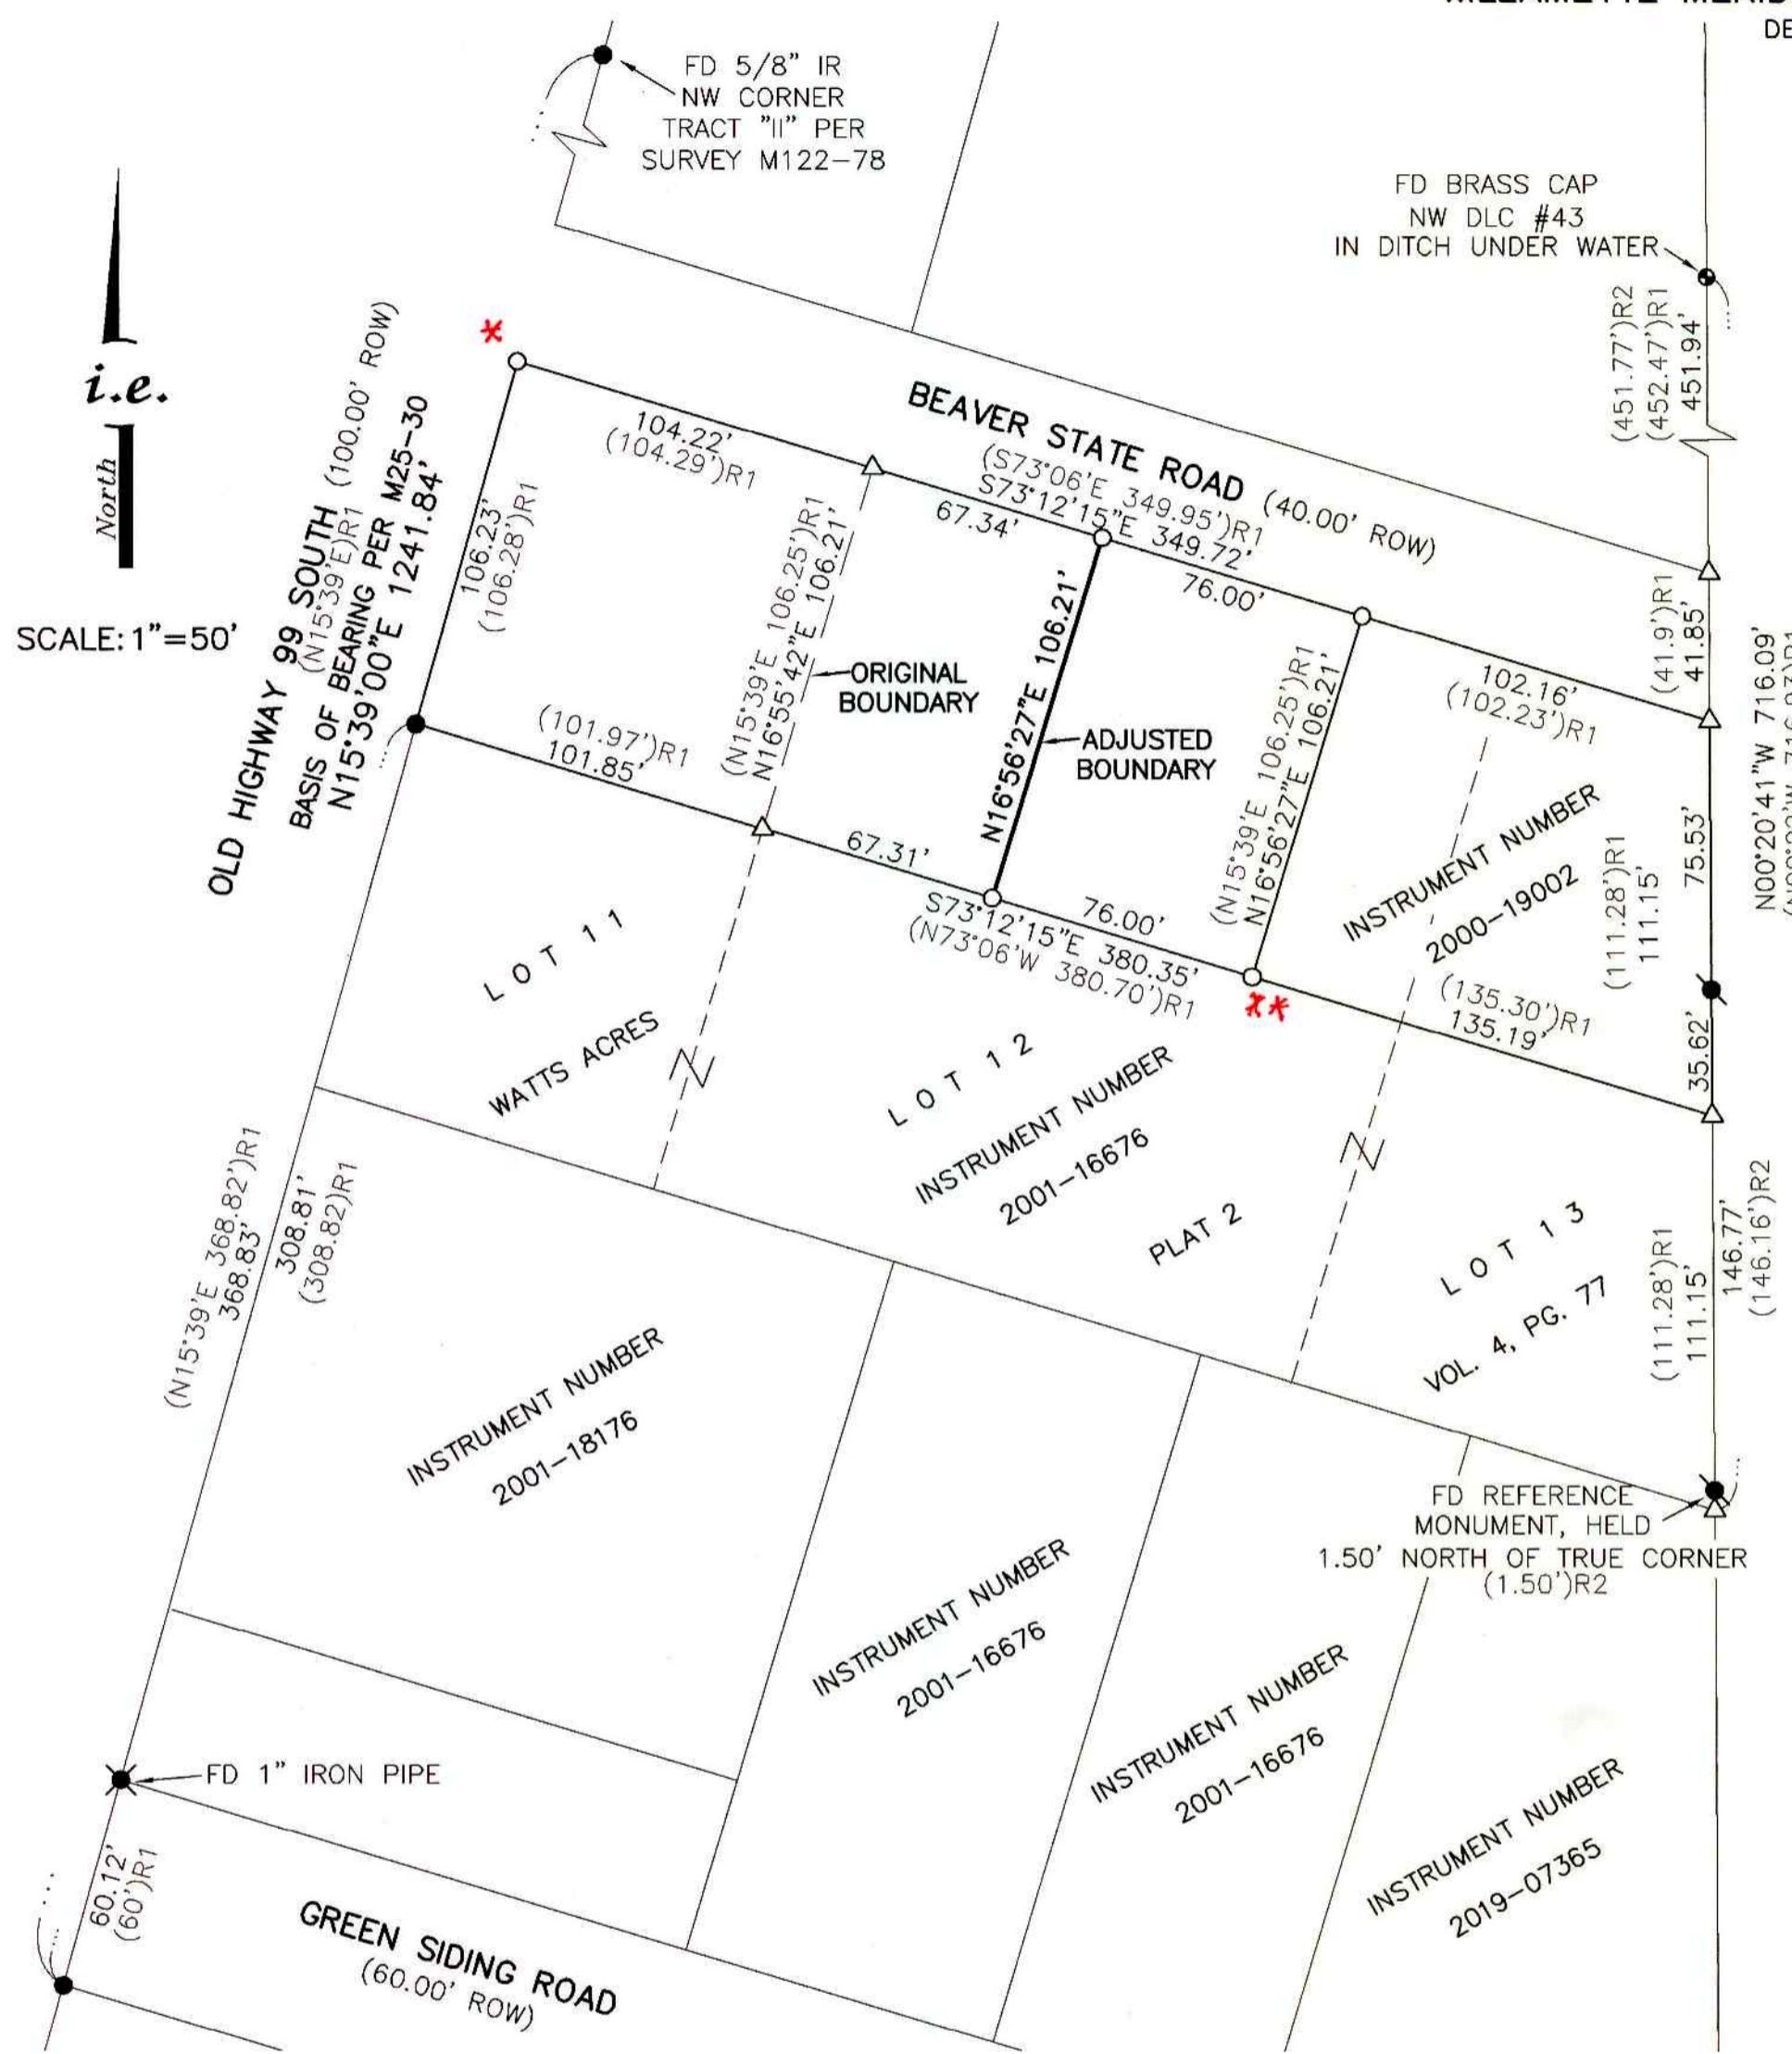 DE
FD 5/8" IR
NW CORNER
TRACT "II" PER
SURVEY M122-78
FD BRASS CAP
NW DLC #43
IN DITCH UNDER WATER
i.e.
North
SCALE: 1"=50'
OLD HIGHWAY 99 SOUTH (100.00' ROW)
(N15°39'E)R1
BASIS OF BEARING PER M25-30
N15°39'00"E 1241.84'
*
106.23'
(106.28')R1
104.22'
(104.29')R1
BEAVER STATE ROAD (40.00' ROW)
(S73°06'E 349.95')R1
S73°12'15"E 349.72'
67.34'
76.00'
(451.77')R2
(452.47')R1
451.94'
(41.9')R1
41.85'
102.16'
(102.23')R1
(N15°39'E 106.25')R1
N16°55'42"E 106.21'
ORIGINAL
BOUNDARY
N16°56'27"E 106.21'
ADJUSTED
BOUNDARY
(N15°39'E 106.25')R1
N16°56'27"E 106.21'
INSTRUMENT NUMBER
2000-19002
(111.28')R1
111.15'
75.53'
N00°20'41"W 716.09'
(101.97')R1
101.85'
67.31'
76.00'
S73°12'15"E 380.35'
(N73°06'W 380.70')R1
**
(135.30')R1
135.19'
35.62'
LOT 11
WATTS ACRES
LOT 12
INSTRUMENT NUMBER
2001-16676
PLAT 2
LOT 13
VOL. 4, PG. 77
(111.28')R1
111.15'
146.77'
(146.16')R2
(N15°39'E 368.82')R1
368.83'
308.81'
(308.82)R1
INSTRUMENT NUMBER
2001-18176
FD REFERENCE
MONUMENT, HELD
1.50' NORTH OF TRUE CORNER
(1.50')R2
INSTRUMENT NUMBER
2001-16676
INSTRUMENT NUMBER
2001-16676
INSTRUMENT NUMBER
2019-07365
FD 1" IRON PIPE
60.12'
(60')R1
GREEN SIDING ROAD
(60.00' ROW)